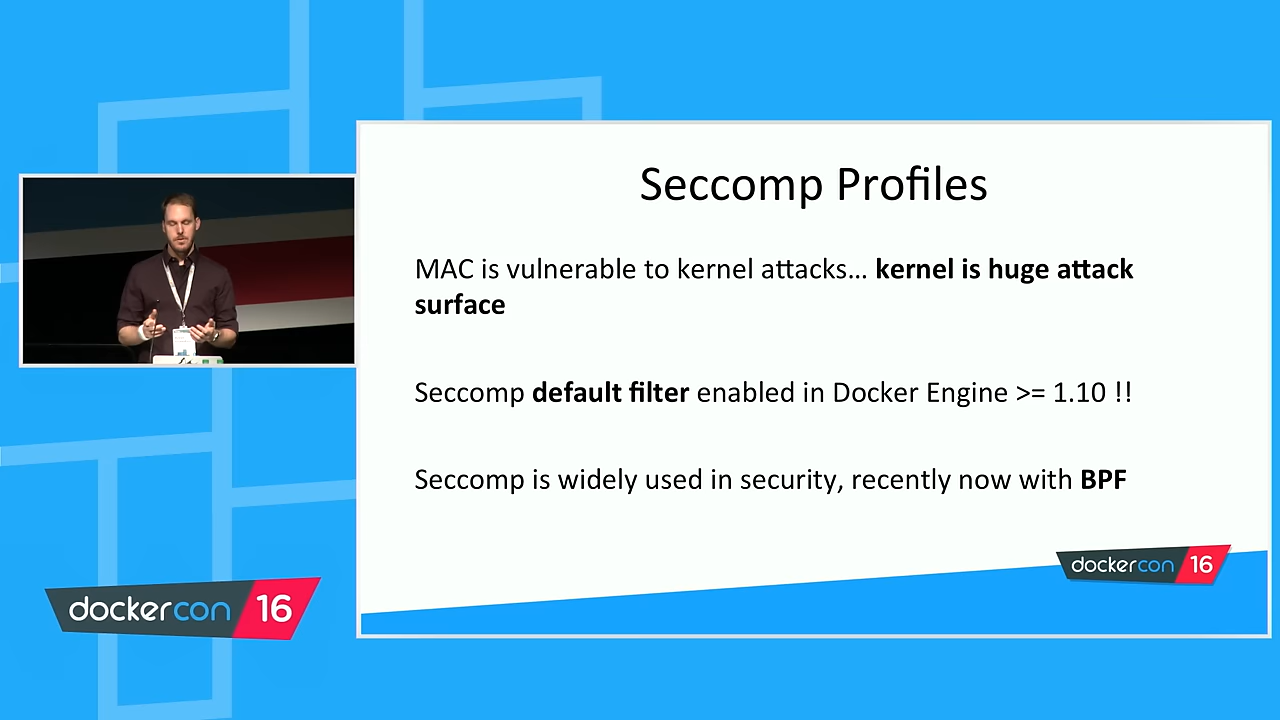 Seccomp Profiles
MAC is vulnerable to kernel attacks... kernel is huge attack
surface
Seccomp default filter enabled in Docker Engine >= 1.10 !!
Seccomp is widely used in security, recently now with BPF
dockercon 16
dockercon 16